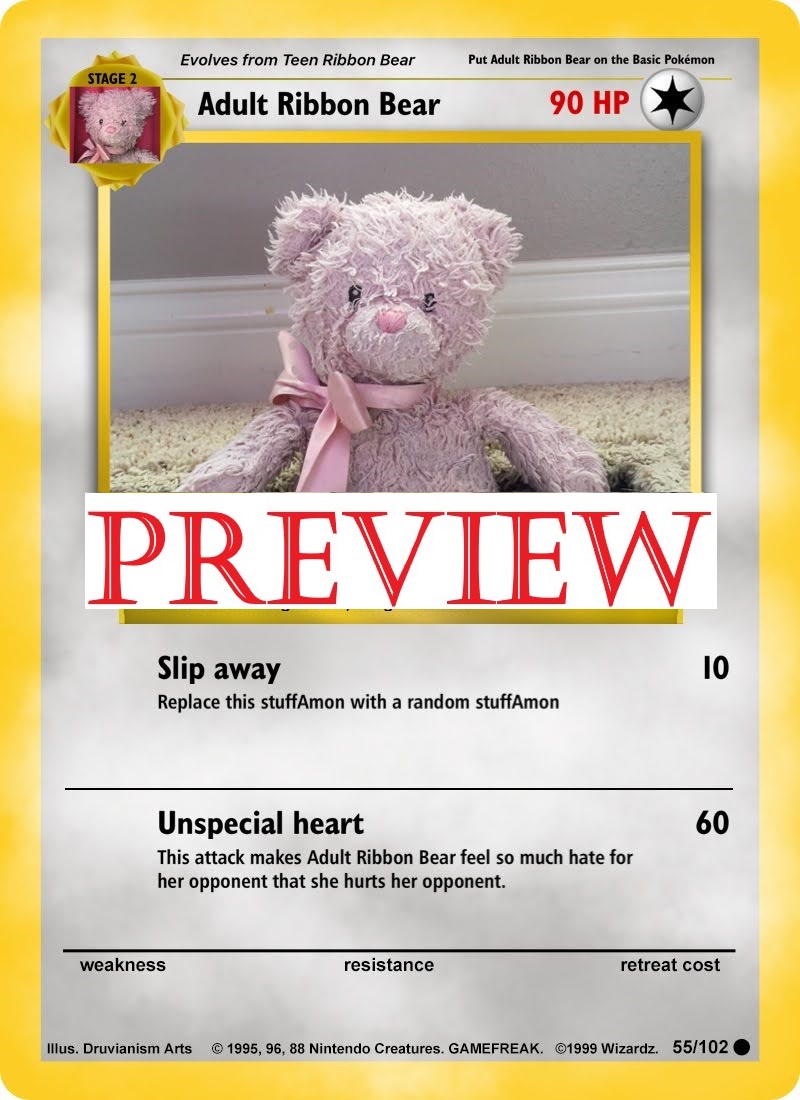 Evolves from Teen Ribbon Bear
Put Adult Ribbon Bear on the Basic Pokémon
STAGE 2
Adult Ribbon Bear
90 HP
PREVIEW
Slip away 10
Replace this stuffAmon with a random stuffAmon
Unspecial heart 60
This attack makes Adult Ribbon Bear feel so much hate for
her opponent that she hurts her opponent.
weakness resistance retreat cost
Illus. Druvianism Arts © 1995, 96, 88 Nintendo Creatures. GAMEFREAK. ©1999 Wizardz. 55/102